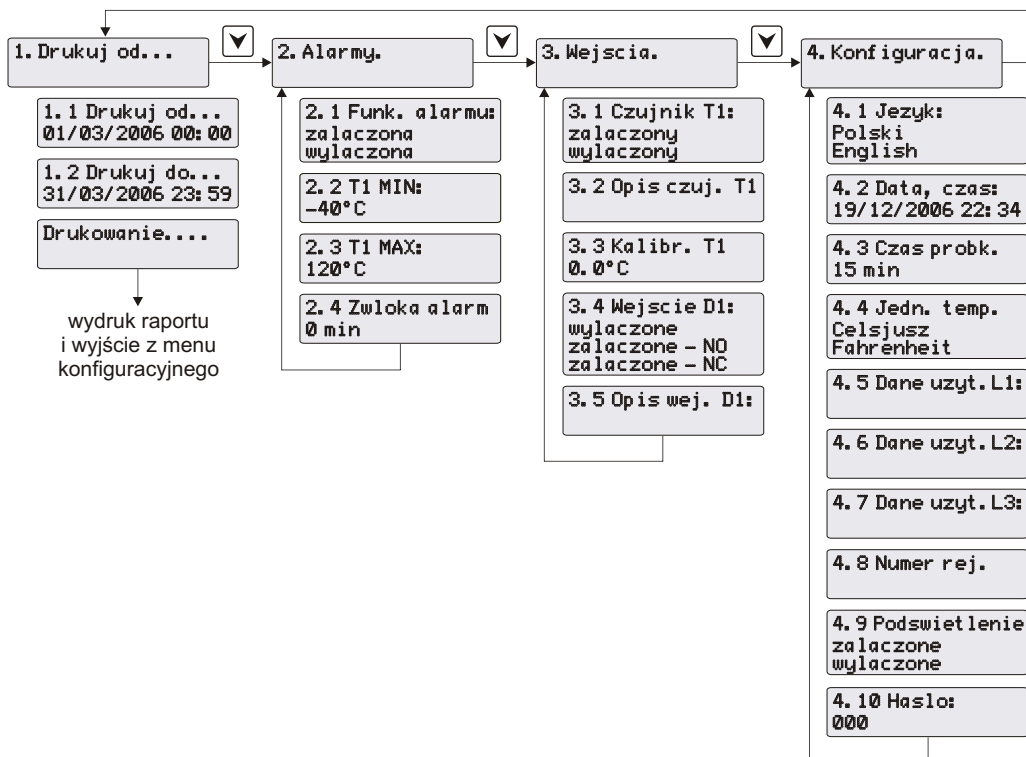 1. Drukuj od...
1. 1 Drukuj od...
01/03/2006 00: 00
1. 2 Drukuj do...
31/03/2006 23: 59
Drukowanie....
wydruk raportu
i wyjście z menu
konfiguracyjnego
2. Alarmy.
2. 1 Funk. alarmu:
zalaczona
wylaczona
2. 2 T1 MIN:
-40°C
2. 3 T1 MAX:
120°C
2. 4 Zwloka alarm
0 min
3. Wejscia.
3. 1 Czujnik T1:
zalaczony
wylaczony
3. 2 Opis czuj. T1
3. 3 Kalibr. T1
0. 0°C
3. 4 Wejscie D1:
wylaczone
zalaczone – NO
zalaczone – NC
3. 5 Opis wej. D1:
4. Konfiguracja.
4. 1 Jezyk:
Polski
English
4. 2 Data, czas:
19/12/2006 22: 34
4. 3 Czas probk.
15 min
4. 4 Jedn. temp.
Celsjusz
Fahrenheit
4. 5 Dane uzyt. L1:
4. 6 Dane uzyt. L2:
4. 7 Dane uzyt. L3:
4. 8 Numer rej.
4. 9 Podswietlenie
zalaczone
wylaczone
4. 10 Haslo:
000